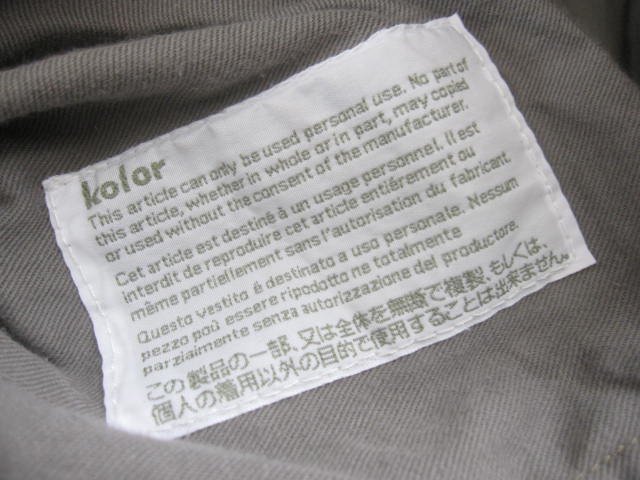 kolor
This article can only be used personal use. No part of
this article, whether in whole or in part, may copied
or used without the consent of the manufacturer.
Cet article est destiné à un usage personnel. Il est
interdit de reproduire cet article entiérement ou
même partiellement sans l'autorisation du fabricant.
Questo vestito é destinato a uso personale. Nessum
pezzo poù essere ripodotto ne totalmente
parzialmente senza autorizzazione del productore.
この製品の一部、又は全体を無断で複製、もしくは、
個人の着用以外の目的で使用することは出来ません。